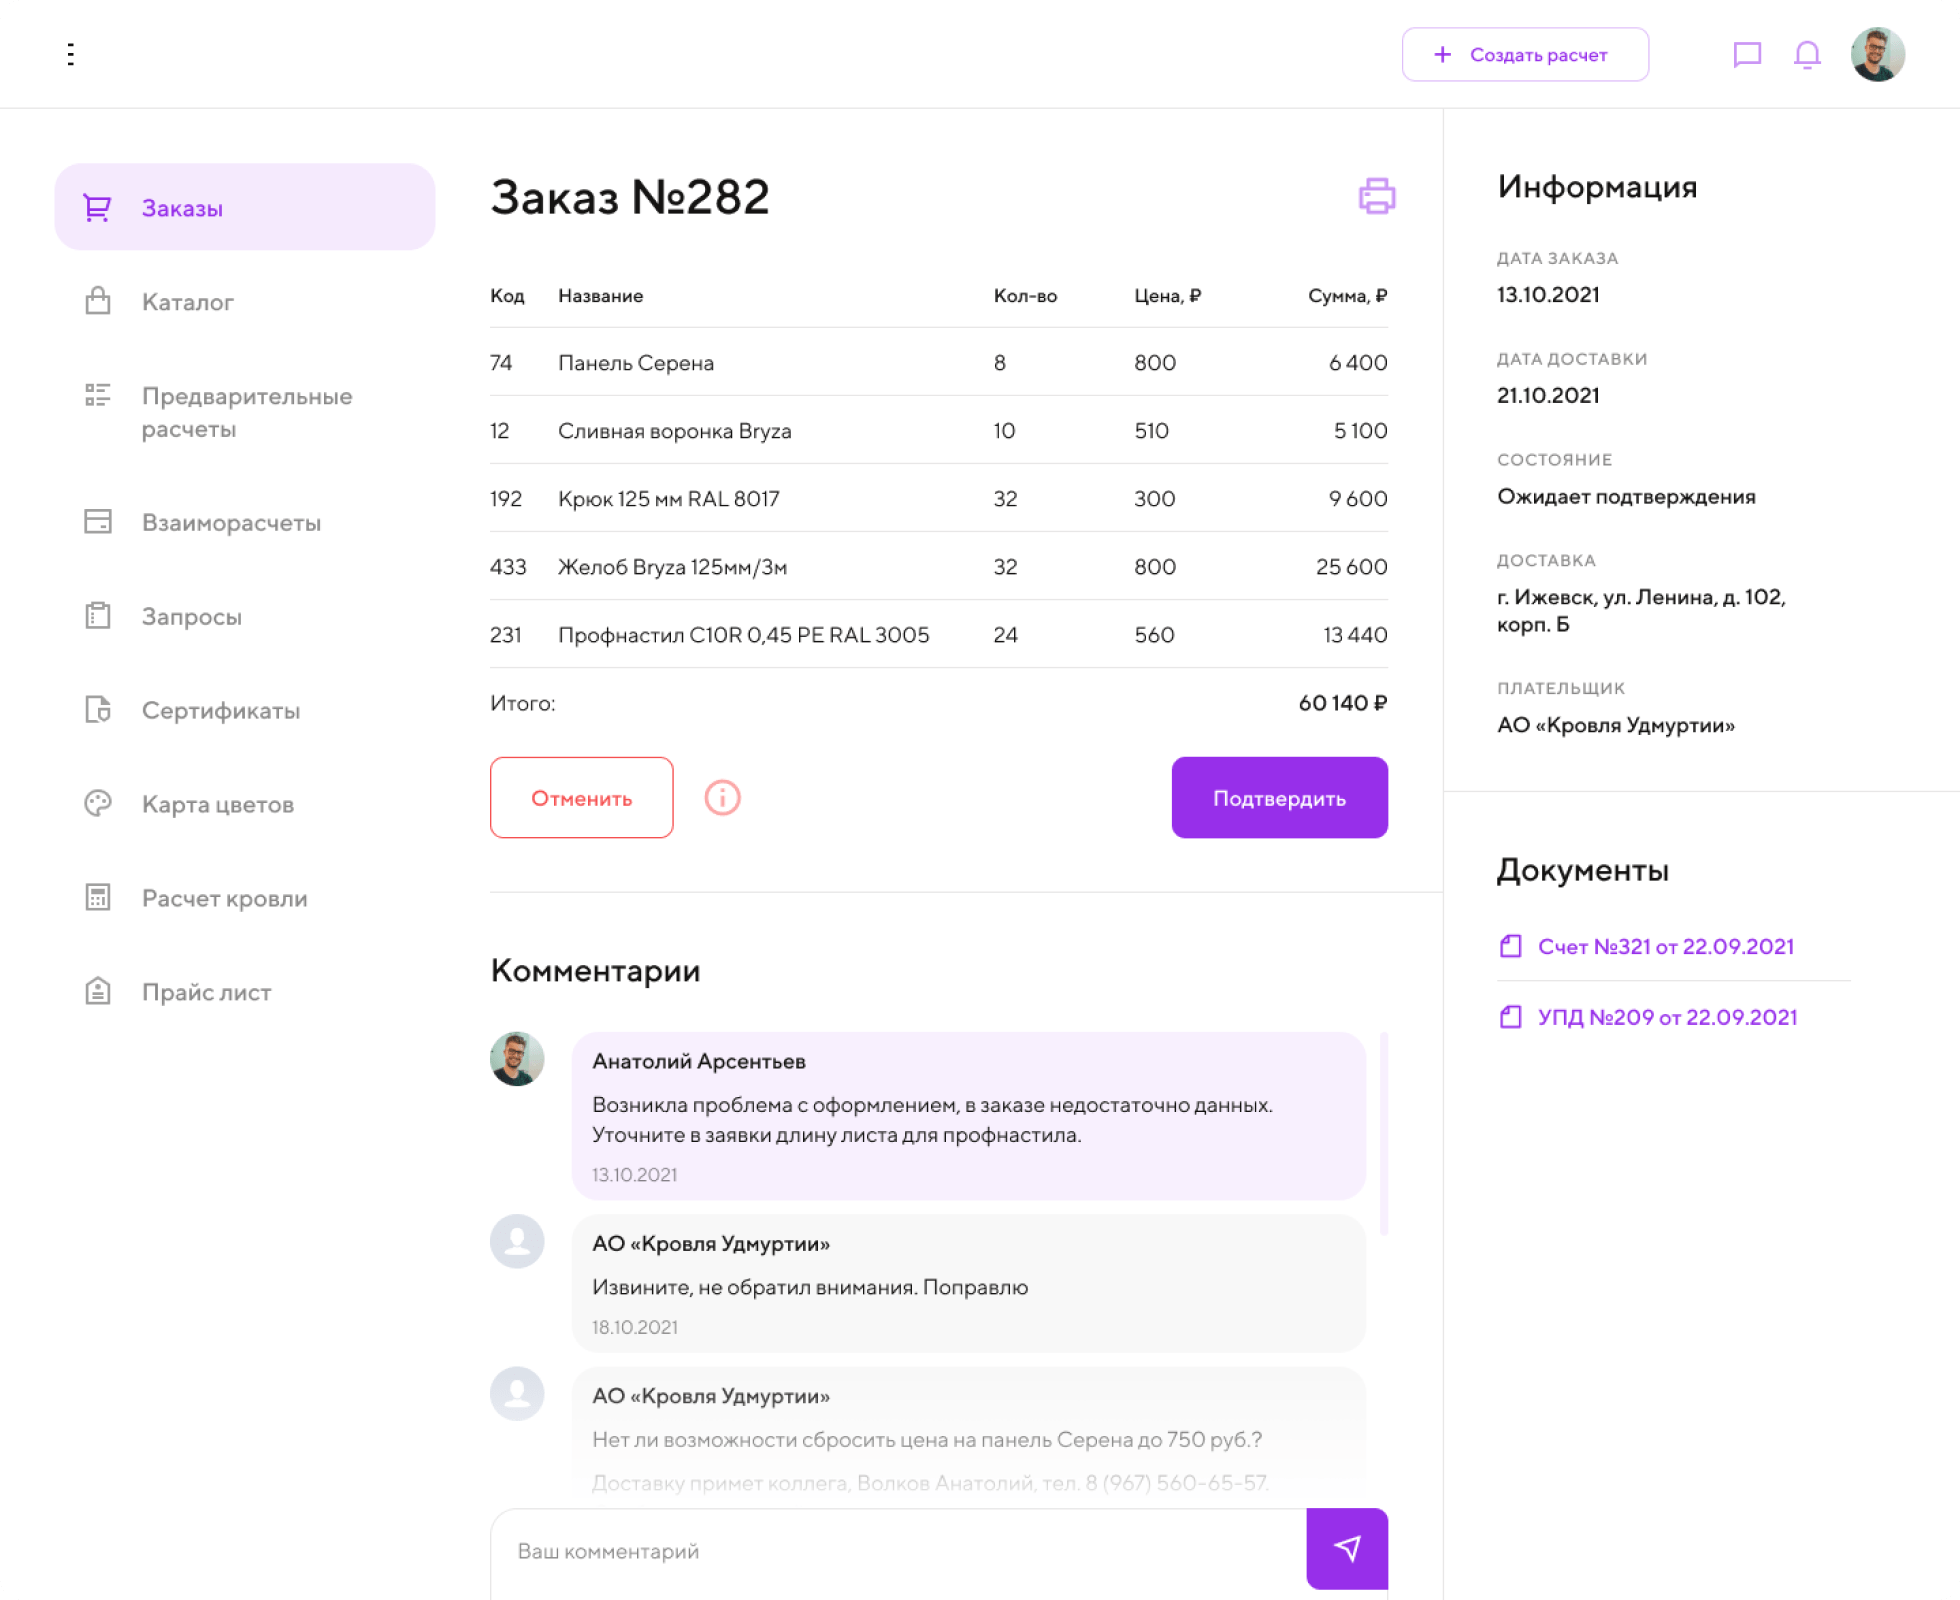 Создать расчет
Заказы
Каталог
Предварительные
расчеты
Взаиморасчеты
Запросы
Сертификаты
Карта цветов
Расчет кровли
Прайс лист
Заказ №282
Код Название Кол-во Цена, ₽ Сумма, ₽
74 Панель Серена 8 800 6 400
12 Сливная воронка Bryza 10 510 5 100
192 Крюк 125 мм RAL 8017 32 300 9 600
433 Желоб Bryza 125мм/3м 32 800 25 600
231 Профнастил С10R 0,45 PE RAL 3005 24 560 13 440
Итого: 60 140 ₽
Отменить
Подтвердить
Комментарии
Анатолий Арсентьев
Возникла проблема с оформлением, в заказе недостаточно данных.
Уточните в заявки длину листа для профнастила.
13.10.2021
АО «Кровля Удмуртии»
Извините, не обратил внимания. Поправлю
18.10.2021
АО «Кровля Удмуртии»
Нет ли возможности сбросить цена на панель Серена до 750 руб.?
Доставку примет коллега, Волков Анатолий, тел. 8 (967) 560-65-57.
Ваш комментарий
Информация
ДАТА ЗАКАЗА
13.10.2021
ДАТА ДОСТАВКИ
21.10.2021
СОСТОЯНИЕ
Ожидает подтверждения
ДОСТАВКА
г. Ижевск, ул. Ленина, д. 102,
корп. Б
ПЛАТЕЛЬЩИК
АО «Кровля Удмуртии»
Документы
Счет №321 от 22.09.2021
УПД №209 от 22.09.2021